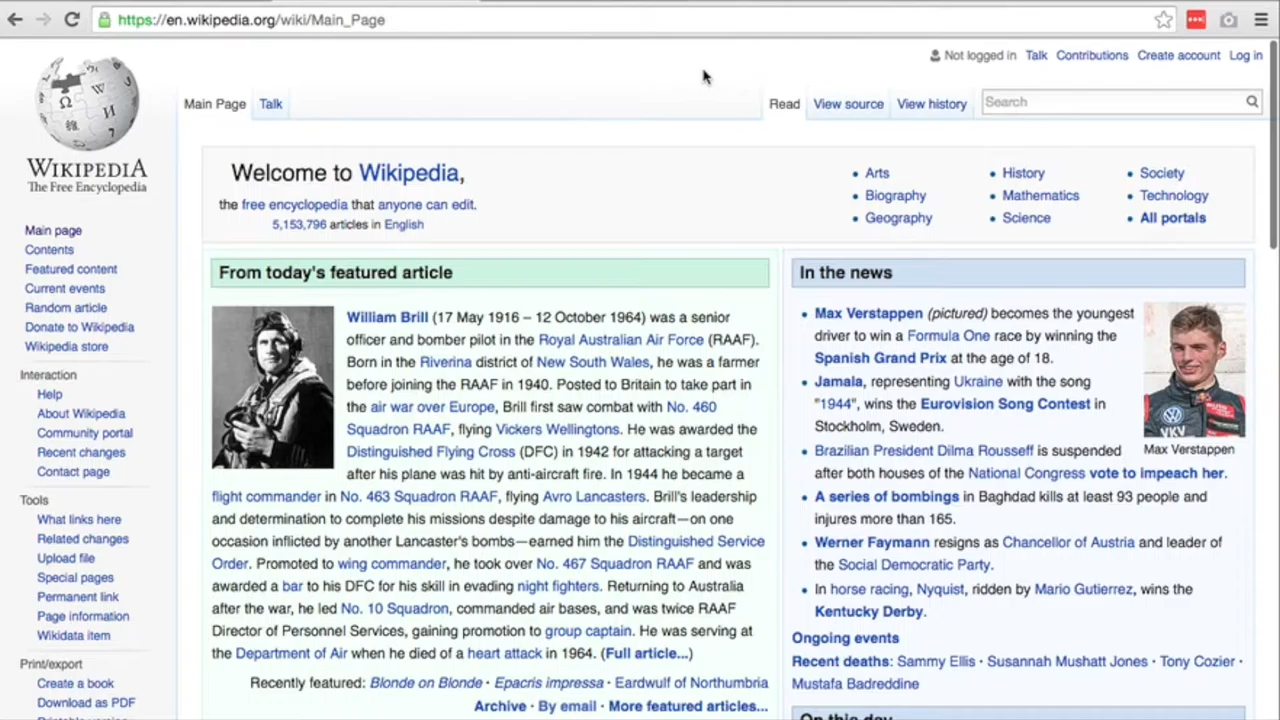 https://en.wikipedia.org/wiki/Main_Page
Not logged in Talk Contributions Create account Log in
Main Page Talk Read View source View history Search
WIKIPEDIA
The Free Encyclopedia
Main page
Contents
Featured content
Current events
Random article
Donate to Wikipedia
Wikipedia store
Interaction
Help
About Wikipedia
Community portal
Recent changes
Contact page
Tools
What links here
Related changes
Upload file
Special pages
Permanent link
Page information
Wikidata item
Print/export
Create a book
Download as PDF
Welcome to Wikipedia,
the free encyclopedia that anyone can edit.
5,153,796 articles in English
Arts
Biography
Geography
History
Mathematics
Science
Society
Technology
All portals
From today's featured article
William Brill (17 May 1916 – 12 October 1964) was a senior
officer and bomber pilot in the Royal Australian Air Force (RAAF).
Born in the Riverina district of New South Wales, he was a farmer
before joining the RAAF in 1940. Posted to Britain to take part in
the air war over Europe, Brill first saw combat with No. 460
Squadron RAAF, flying Vickers Wellingtons. He was awarded the
Distinguished Flying Cross (DFC) in 1942 for attacking a target
after his plane was hit by anti-aircraft fire. In 1944 he became a
flight commander in No. 463 Squadron RAAF, flying Avro Lancasters. Brill's leadership
and determination to complete his missions despite damage to his aircraft—on one
occasion inflicted by another Lancaster's bombs—earned him the Distinguished Service
Order. Promoted to wing commander, he took over No. 467 Squadron RAAF and was
awarded a bar to his DFC for his skill in evading night fighters. Returning to Australia
after the war, he led No. 10 Squadron, commanded air bases, and was twice RAAF
Director of Personnel Services, gaining promotion to group captain. He was serving at
the Department of Air when he died of a heart attack in 1964. (Full article...)
Recently featured: Blonde on Blonde · Epacris impressa · Eardwulf of Northumbria
Archive · By email · More featured articles...
In the news
Max Verstappen (pictured) becomes the youngest
driver to win a Formula One race by winning the
Spanish Grand Prix at the age of 18.
Jamala, representing Ukraine with the song
"1944", wins the Eurovision Song Contest in
Stockholm, Sweden.
Max Verstappen
Brazilian President Dilma Rousseff is suspended
after both houses of the National Congress vote to impeach her.
A series of bombings in Baghdad kills at least 93 people and
injures more than 165.
Werner Faymann resigns as Chancellor of Austria and leader of
the Social Democratic Party.
In horse racing, Nyquist, ridden by Mario Gutierrez, wins the
Kentucky Derby.
Ongoing events
Recent deaths: Sammy Ellis · Susannah Mushatt Jones · Tony Cozier ·
Mustafa Badreddine
On this day